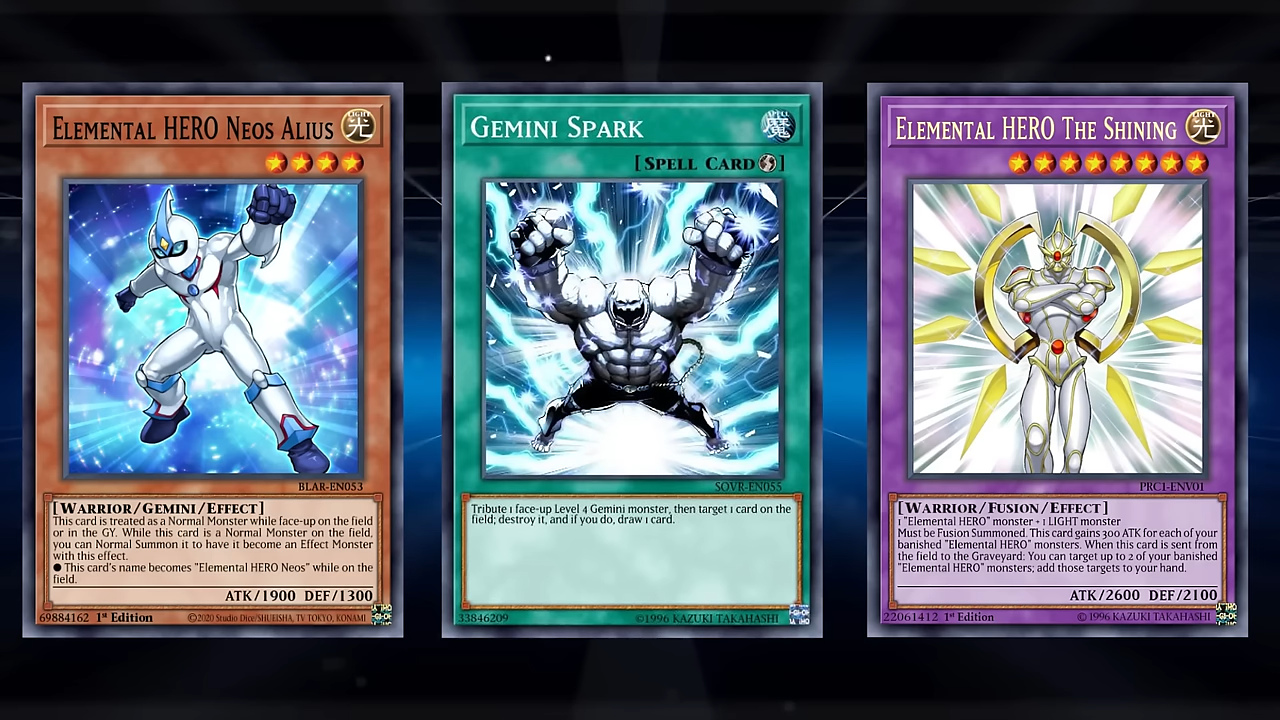 ELEMENTAL HERO NEOS ALIUS
LIGHT
光
[WARRIOR/GEMINI/EFFECT]
BLAR-EN053
This card is treated as a Normal Monster while face-up on the field
or in the GY. While this card is a Normal Monster on the field,
you can Normal Summon it to have it become an Effect Monster
with this effect.
● This card's name becomes "Elemental HERO Neos" while on the
field.
ATK/1900 DEF/1300
69884162 1st Edition
©2020 Studio Dice/SHUEISHA, TV TOKYO, KONAMI
GEMINI SPARK
魔
[SPELL CARD]
SOVR-EN055
Tribute 1 face-up Level 4 Gemini monster, then target 1 card on the
field; destroy it, and if you do, draw 1 card.
33846209
©1996 KAZUKI TAKAHASHI
ELEMENTAL HERO THE SHINING
LIGHT
光
PRC1-ENV01
[WARRIOR/FUSION/EFFECT]
1 "Elemental HERO" monster + 1 LIGHT monster
Must be Fusion Summoned. This card gains 300 ATK for each of your
banished "Elemental HERO" monsters. When this card is sent from
the field to the Graveyard: You can target up to 2 of your banished
"Elemental HERO" monsters; add those targets to your hand.
ATK/2600 DEF/2100
22061412 1st Edition
© 1996 KAZUKI TAKAHASHI